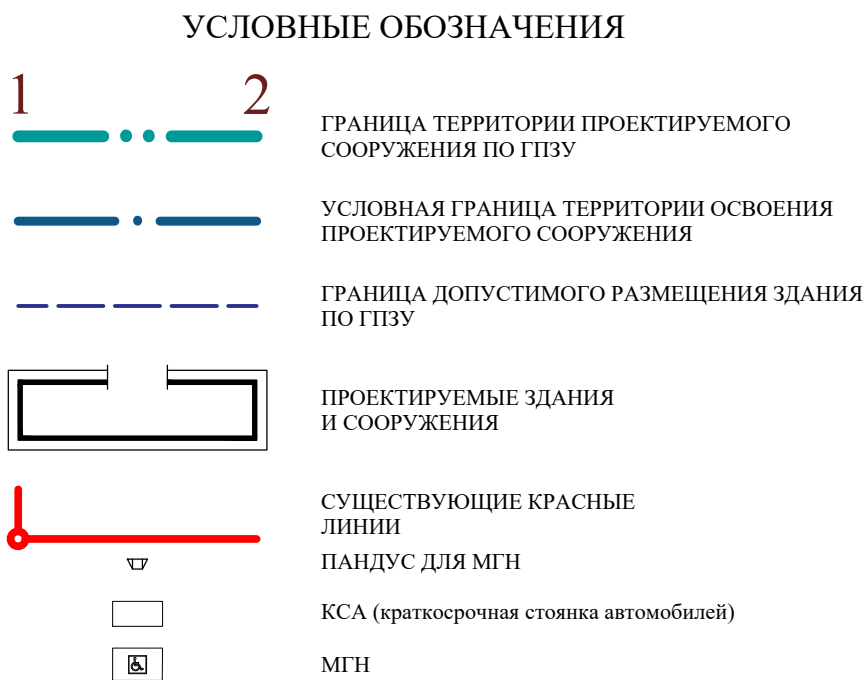 УСЛОВНЫЕ ОБОЗНАЧЕНИЯ
1 2
ГРАНИЦА ТЕРРИТОРИИ ПРОЕКТИРУЕМОГО
СООРУЖЕНИЯ ПО ГПЗУ
УСЛОВНАЯ ГРАНИЦА ТЕРРИТОРИИ ОСВОЕНИЯ
ПРОЕКТИРУЕМОГО СООРУЖЕНИЯ
ГРАНИЦА ДОПУСТИМОГО РАЗМЕЩЕНИЯ ЗДАНИЯ
ПО ГПЗУ
ПРОЕКТИРУЕМЫЕ ЗДАНИЯ
И СООРУЖЕНИЯ
СУЩЕСТВУЮЩИЕ КРАСНЫЕ
ЛИНИИ
ПАНДУС ДЛЯ МГН
КСА (краткосрочная стоянка автомобилей)
МГН